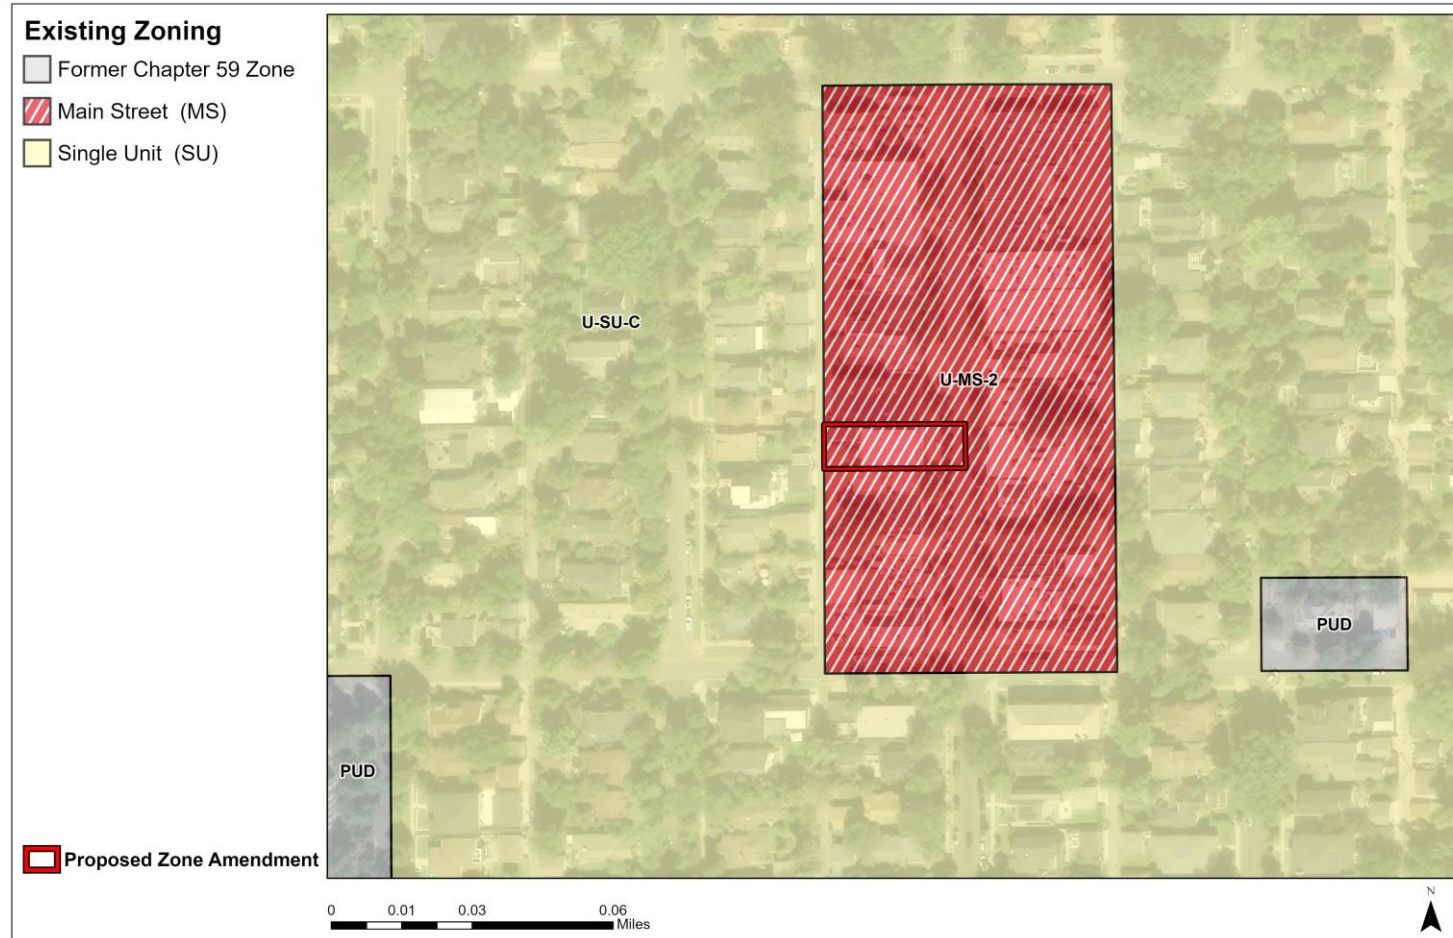 Existing Zoning
Former Chapter 59 Zone
Main Street (MS)
Single Unit (SU)
U-SU-C
U-MS-2
PUD
PUD
Proposed Zone Amendment
0 0.01 0.03 0.06
Miles
N